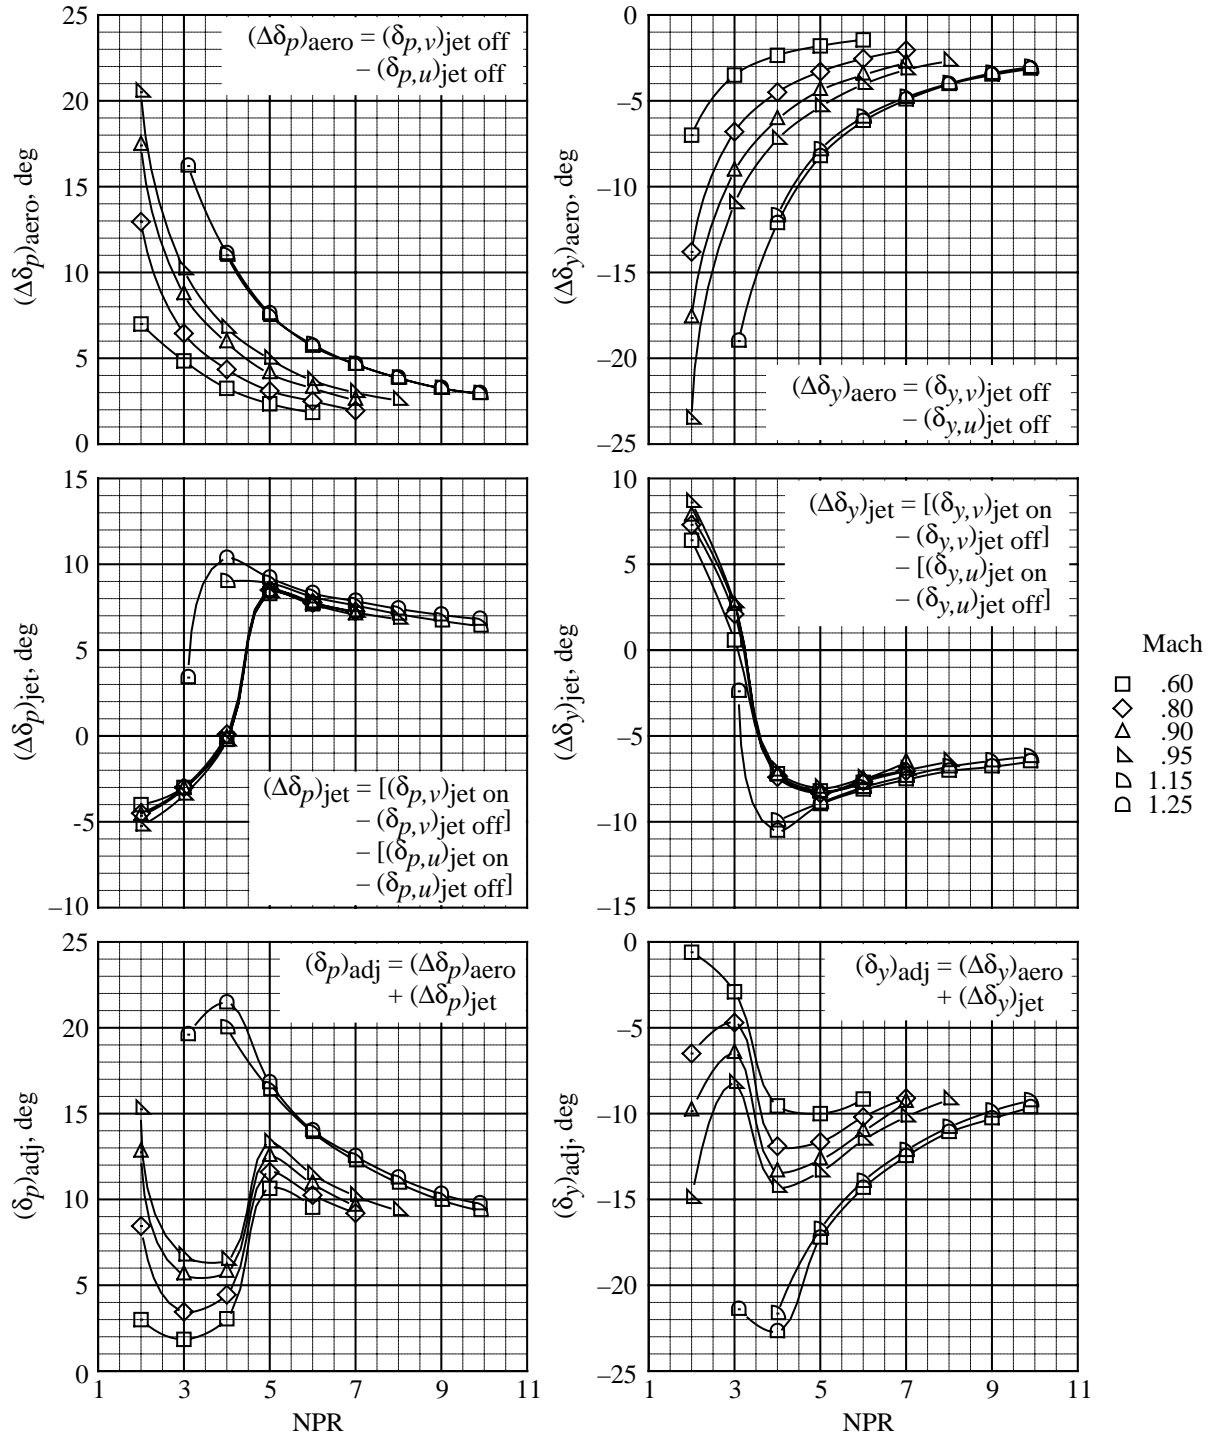 25
20
15
10
5
0
(Δδp)aero, deg
(Δδp)aero = (δp,v)jet off
– (δp,u)jet off
0
–5
–10
–15
–20
–25
(Δδy)aero, deg
(Δδy)aero = (δy,v)jet off
– (δy,u)jet off
15
10
5
0
–5
–10
(Δδp)jet, deg
(Δδp)jet = [(δp,v)jet on
– (δp,v)jet off]
– [(δp,u)jet on
– (δp,u)jet off]
10
5
0
–5
–10
–15
(Δδy)jet, deg
(Δδy)jet = [(δy,v)jet on
– (δy,v)jet off]
– [(δy,u)jet on
– (δy,u)jet off]
Mach
.60
.80
.90
.95
1.15
1.25
25
20
15
10
5
0
(δp)adj, deg
(δp)adj = (Δδp)aero
+ (Δδp)jet
1 3 5 7 9 11
NPR
0
–5
–10
–15
–20
–25
(δy)adj, deg
(δy)adj = (Δδy)aero
+ (Δδy)jet
1 3 5 7 9 11
NPR